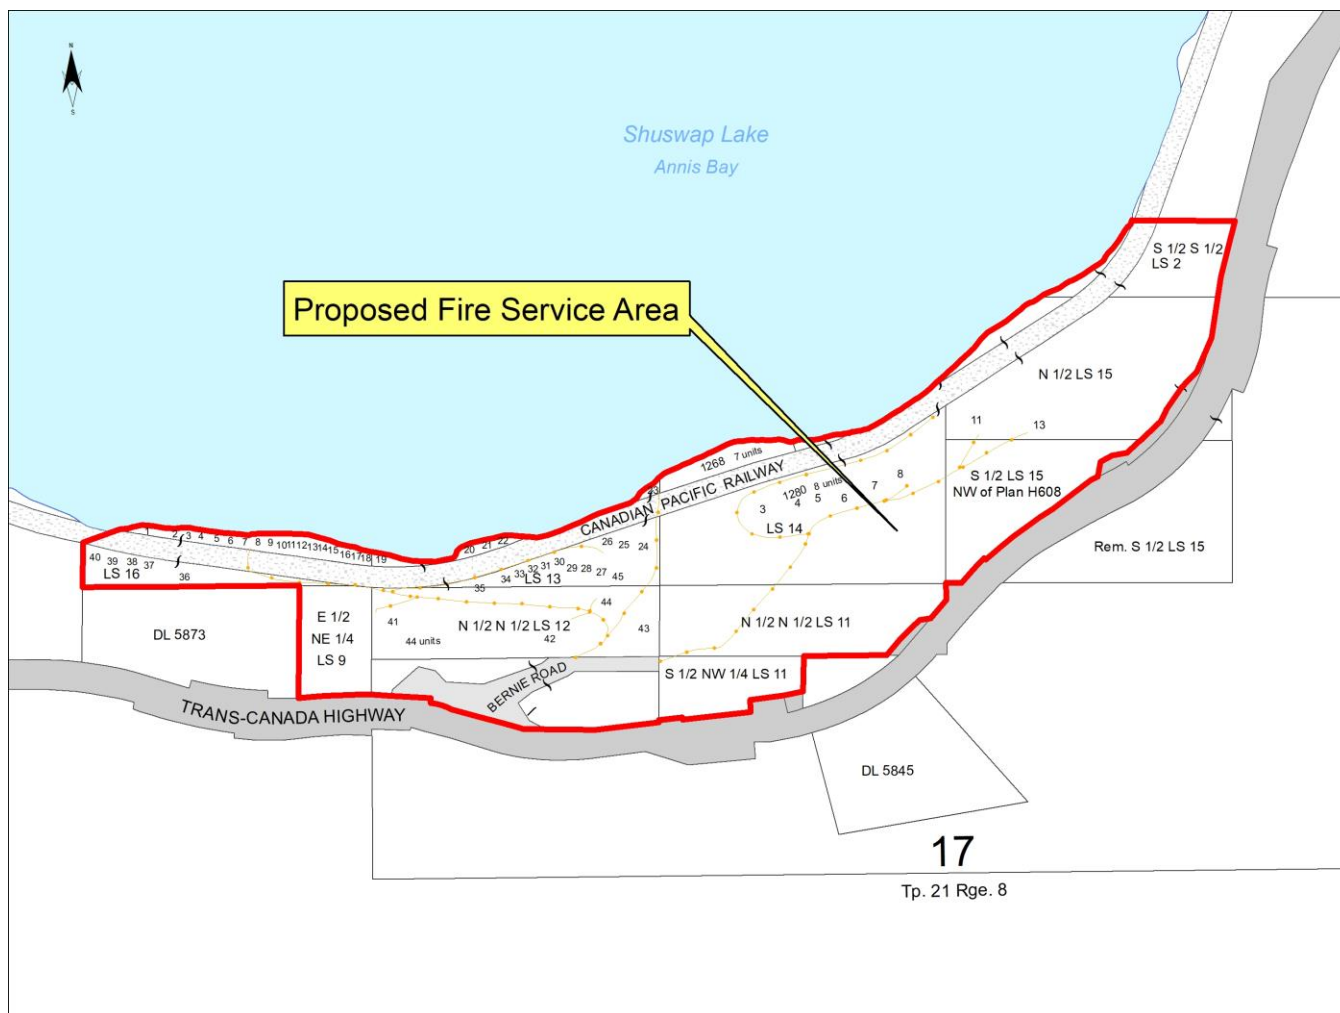 N
S
Shuswap Lake
Annis Bay
S 1/2 S 1/2
LS 2
Proposed Fire Service Area
N 1/2 LS 15
11
13
1268 7 units
CANADIAN PACIFIC RAILWAY
1280 8 units
3 4 5 6 7 8
LS 14
S 1/2 LS 15
NW of Plan H608
Rem. S 1/2 LS 15
1 2 3 4 5 6 7 8 9 10 11 12 13 14 15 16 17 18 19
20 21 22
26 25 24
40 39 38 37
LS 16
36
35 34 33 32 31 30 29 28 27 45
LS 13
DL 5873
E 1/2
NE 1/4
LS 9
41
44 units
N 1/2 N 1/2 LS 12
42
44
43
N 1/2 N 1/2 LS 11
S 1/2 NW 1/4 LS 11
BERNIE ROAD
TRANS-CANADA HIGHWAY
DL 5845
17
Tp. 21 Rge. 8